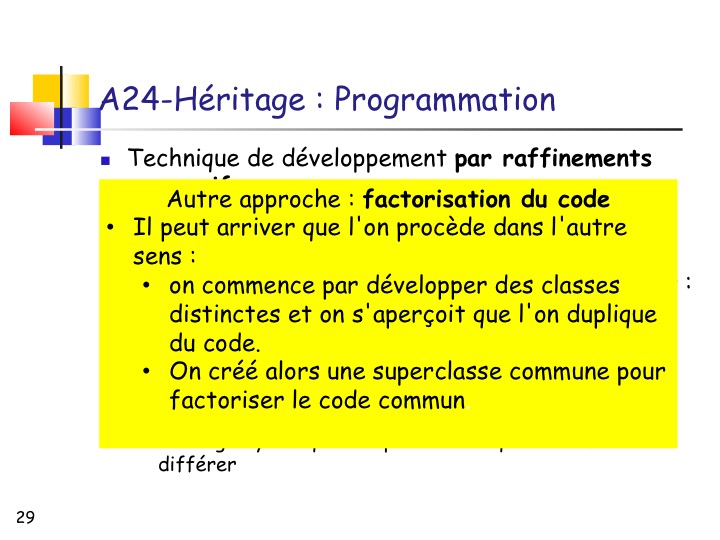 A24-Héritage : Programmation
Technique de développement par raffinements
Autre approche : factorisation du code
Il peut arriver que l'on procède dans l'autre
sens :
on commence par développer des classes
distinctes et on s'aperçoit que l'on duplique
du code.
On créé alors une superclasse commune pour
factoriser le code commun
:
différer
29